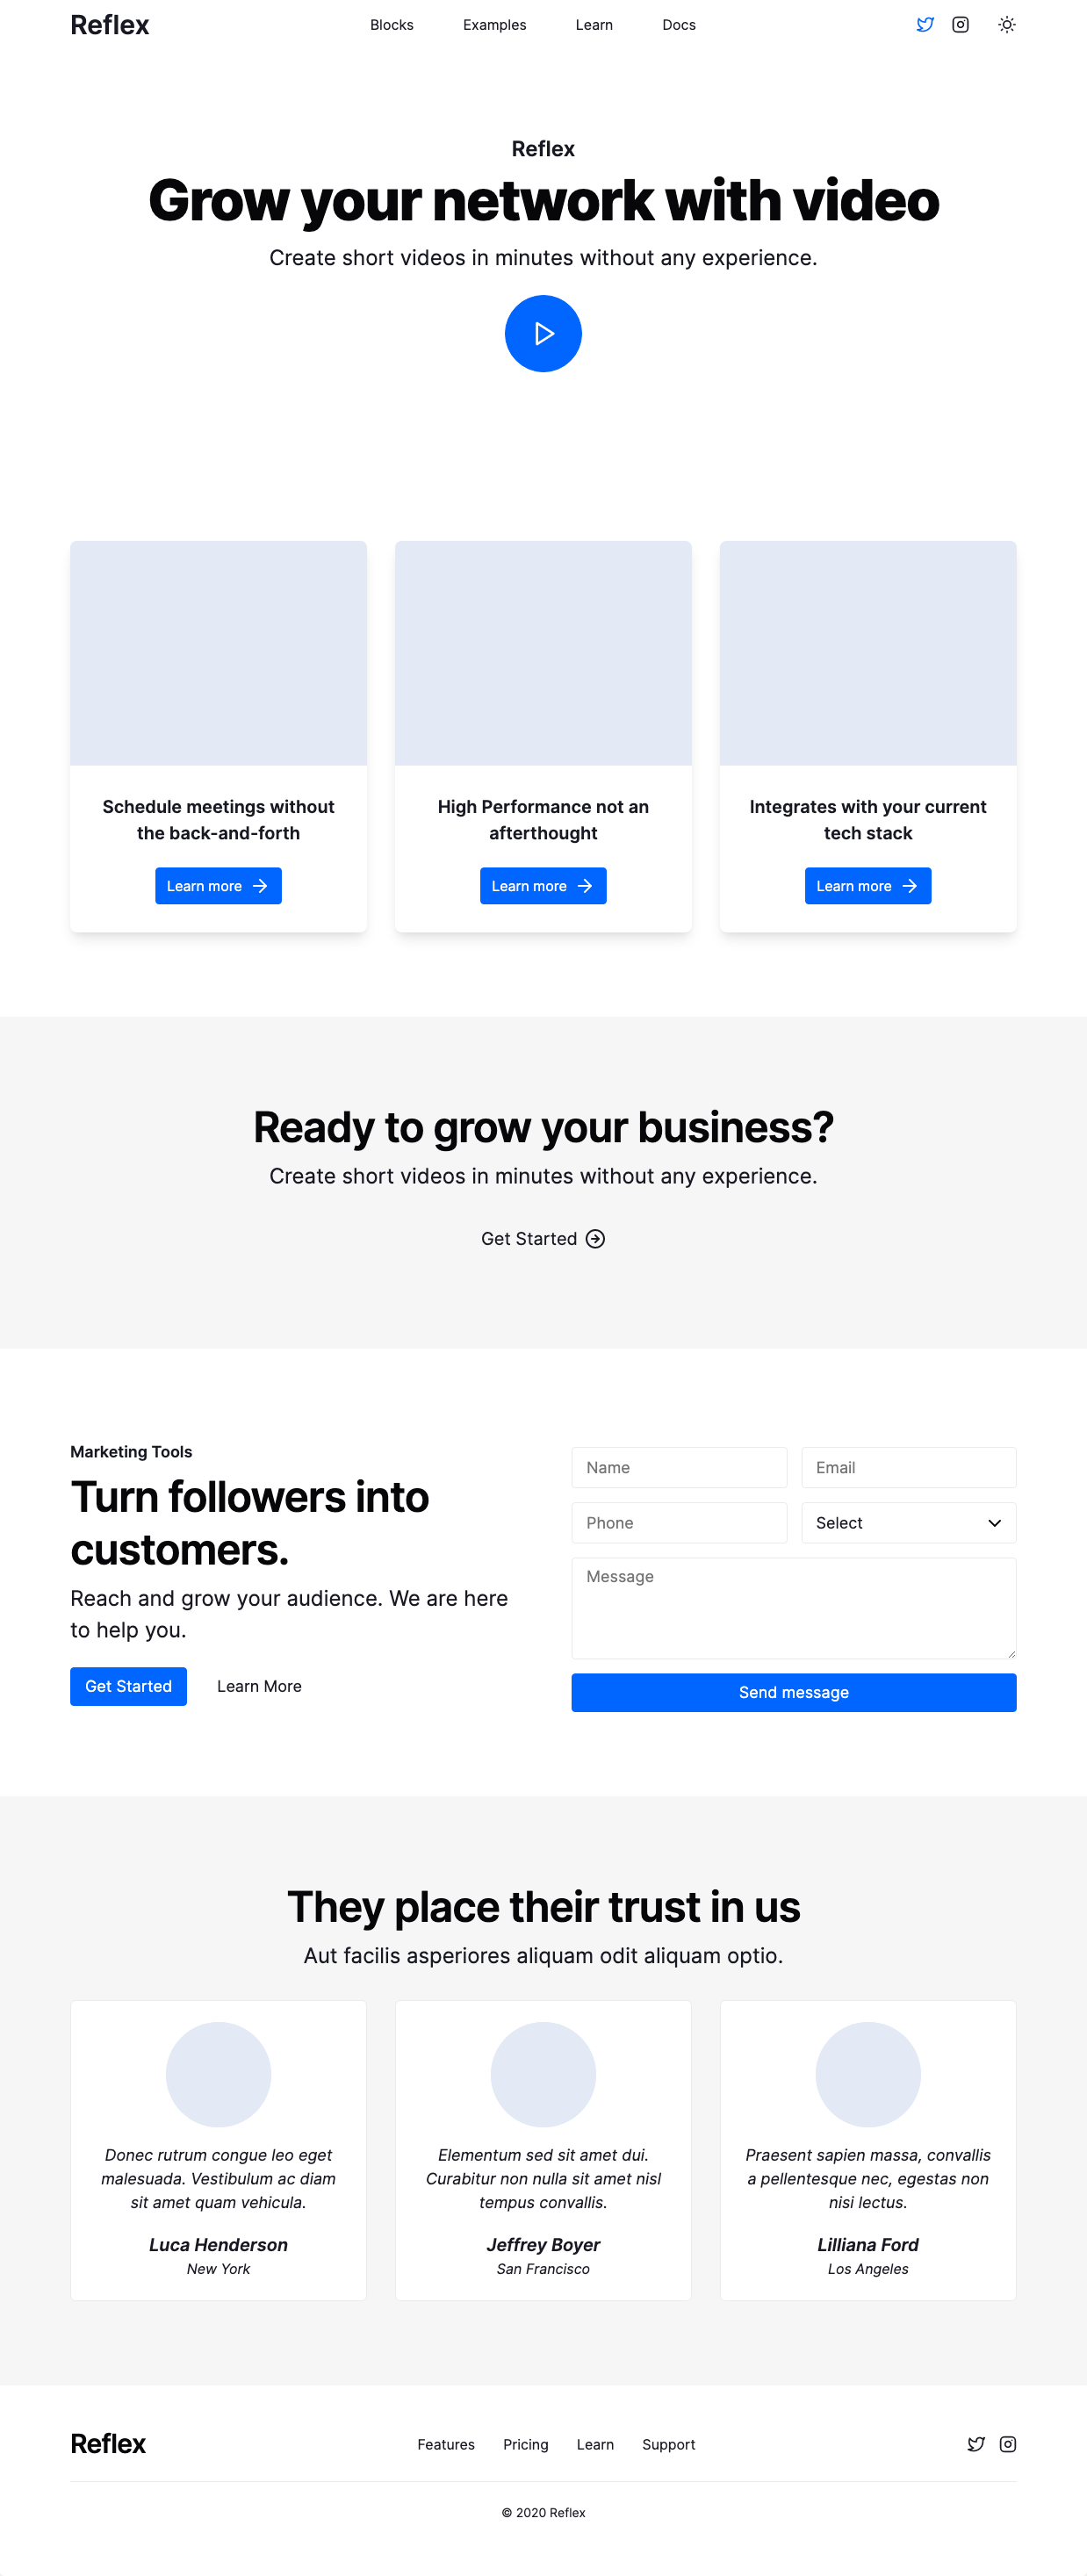 Reflex
Blocks
Examples
Learn
Docs
Reflex
Grow your network with video
Create short videos in minutes without any experience.
Schedule meetings without
the back-and-forth
Learn more
High Performance not an
afterthought
Learn more
Integrates with your current
tech stack
Learn more
Ready to grow your business?
Create short videos in minutes without any experience.
Get Started
Marketing Tools
Turn followers into
customers.
Reach and grow your audience. We are here
to help you.
Get Started
Learn More
Name
Email
Phone
Select
Message
Send message
They place their trust in us
Aut facilis asperiores aliquam odit aliquam optio.
Donec rutrum congue leo eget
malesuada. Vestibulum ac diam
sit amet quam vehicula.
Luca Henderson
New York
Elementum sed sit amet dui.
Curabitur non nulla sit amet nisl
tempus convallis.
Jeffrey Boyer
San Francisco
Praesent sapien massa, convallis
a pellentesque nec, egestas non
nisi lectus.
Lilliana Ford
Los Angeles
Reflex
Features
Pricing
Learn
Support
© 2020 Reflex